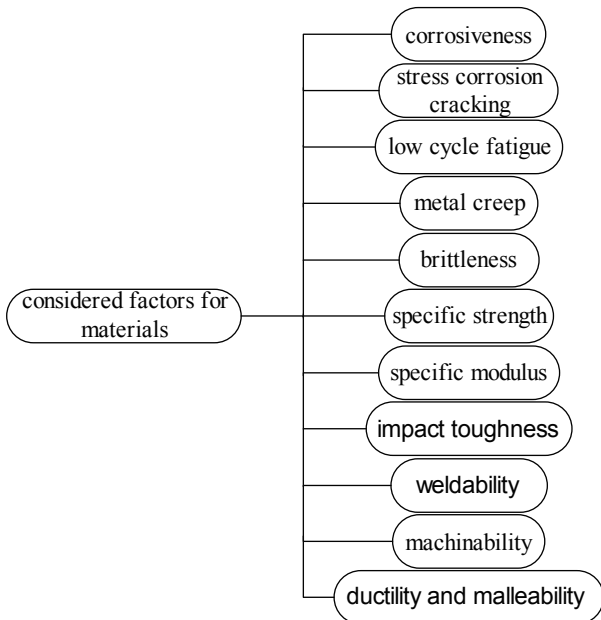 corrosiveness
stress corrosion
cracking
low cycle fatigue
metal creep
brittleness
considered factors for
materials
specific strength
specific modulus
impact toughness
weldability
machinability
ductility and malleability